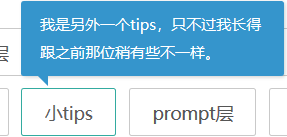 我是另外一个tips，只不过我长得
跟之前那位稍有些不一样。
层
小tips
prompt层